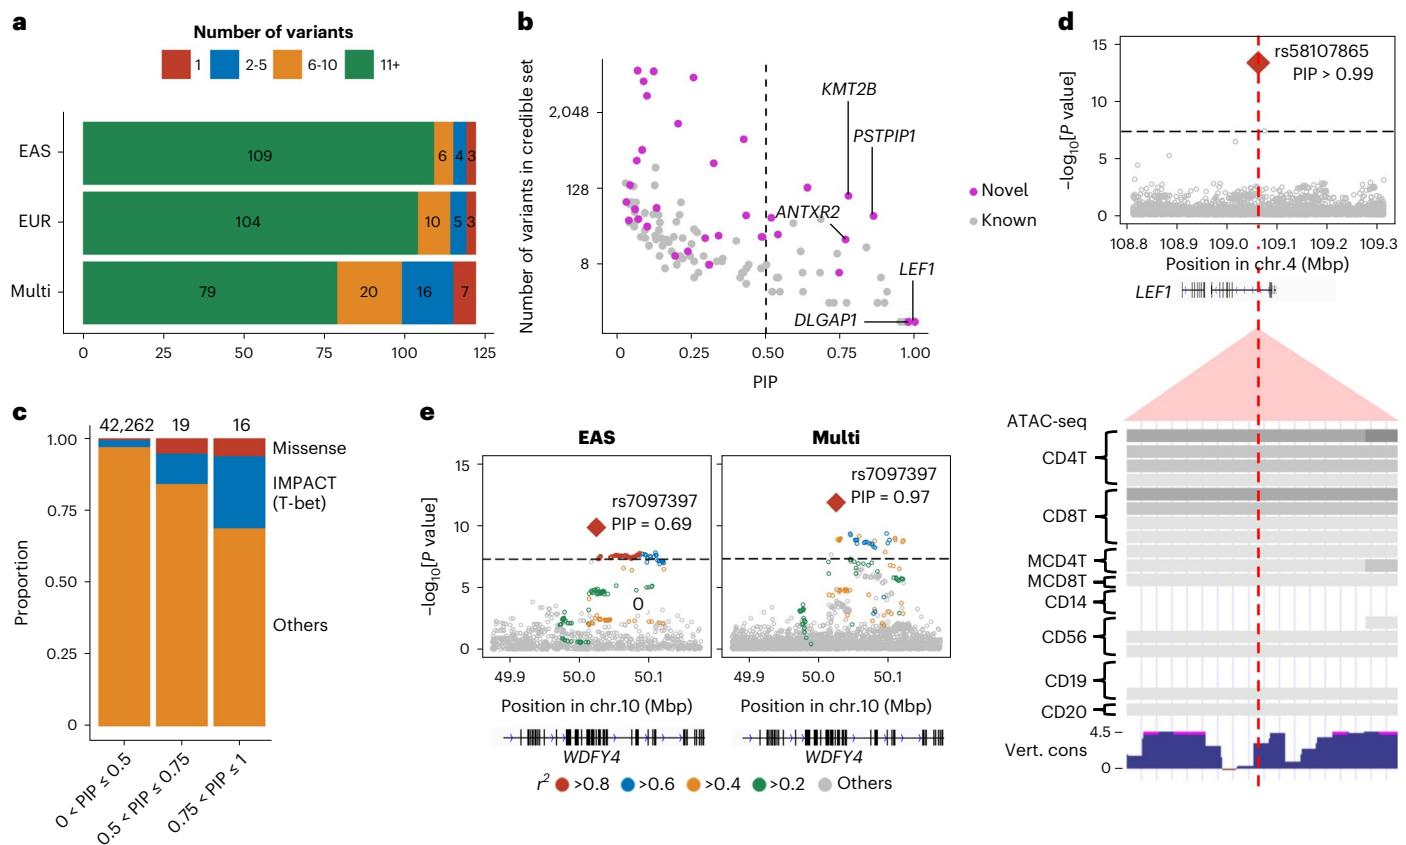 a
Number of variants
1
2-5
6-10
11+
EAS
109
6
4
3
EUR
104
10
5
3
Multi
79
20
16
7
0
25
50
75
100
125
b
Number of variants in credible set
2,048
128
8
KMT2B
PSTPIP1
ANTXR2
LEF1
DLGAP1
0
0.25
0.50
0.75
1.00
PIP
Novel
Known
c
42,262
19
16
Proportion
1.00
0.75
0.50
0.25
0
Missense
IMPACT
(T-bet)
Others
0 < PIP ≤ 0.5
0.5 < PIP ≤ 0.75
0.75 < PIP ≤ 1
d
–log10[P value]
15
10
5
0
rs58107865
PIP > 0.99
108.8
108.9
109.0
109.1
109.2
109.3
Position in chr.4 (Mbp)
LEF1
ATAC-seq
CD4T
CD8T
MCD4T
MCD8T
CD14
CD56
CD19
CD20
Vert. cons
4.5
0
e
EAS
Multi
–log10[P value]
15
10
5
0
rs7097397
PIP = 0.69
0
rs7097397
PIP = 0.97
49.9
50.0
50.1
49.9
50.0
50.1
Position in chr.10 (Mbp)
Position in chr.10 (Mbp)
WDFY4
WDFY4
r2
>0.8
>0.6
>0.4
>0.2
Others